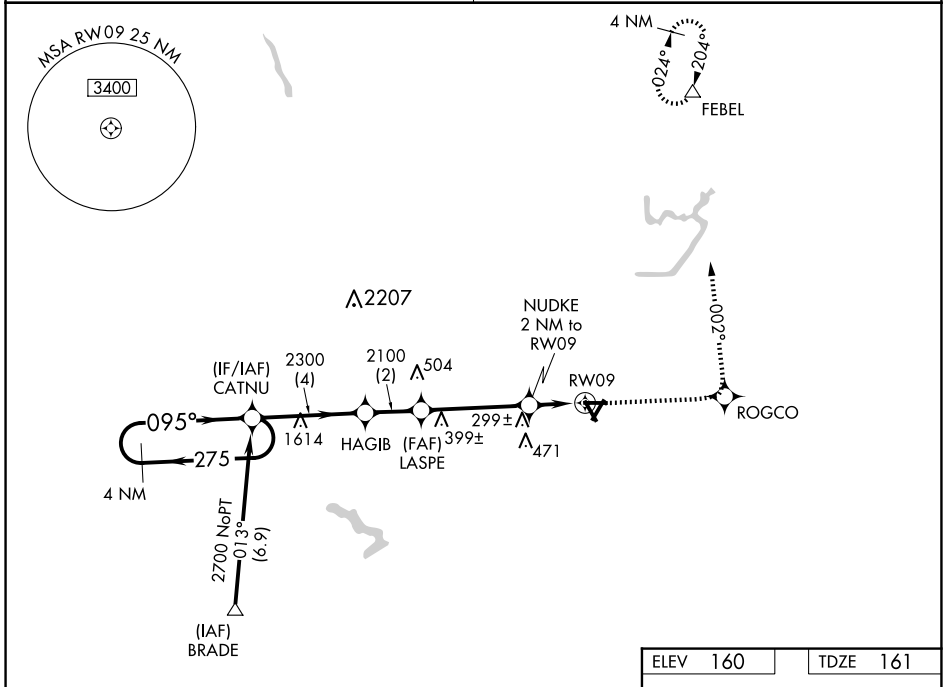 MSA RW09 25 NM
3400
4 NM
024°
204°
FEBEL
2207
NUDKE
2 NM to
RW09
(IF/IAF)
CATNU
2300
(4)
2100
(2)
504
RW09
002°
ROGCO
095°
1614
HAGIB
(FAF)
LASPE
399±
299±
471
275
4 NM
2700 NoPT
013°
(6.9)
(IAF)
BRADE
ELEV 160
TDZE 161